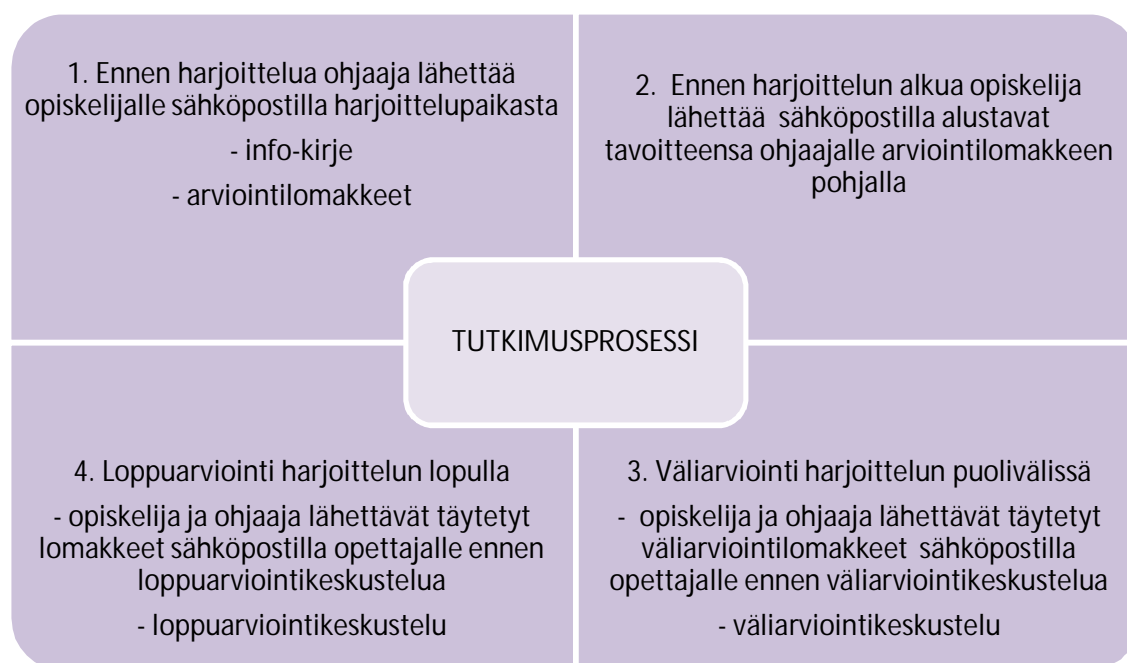 1. Ennen harjoittelua ohjaaja lähettää
opiskelijalle sähköpostilla harjoittelupaikasta
- info-kirje
- arviointilomakkeet
2. Ennen harjoittelun alkua opiskelija
lähettää sähköpostilla alustavat
tavoitteensa ohjaajalle arviointilomakkeen
pohjalla
TUTKIMUSPROSESSI
4. Loppuarviointi harjoittelun lopulla
- opiskelija ja ohjaaja lähettävät täytetyt
lomakkeet sähköpostilla opettajalle ennen
loppuarviointikeskustelua
- loppuarviointikeskustelu
3. Väliarviointi harjoittelun puolivälissä
- opiskelija ja ohjaaja lähettävät täytetyt
väliarviointilomakkeet sähköpostilla
opettajalle ennen väliarviointikeskustelua
- väliarviointikeskustelu